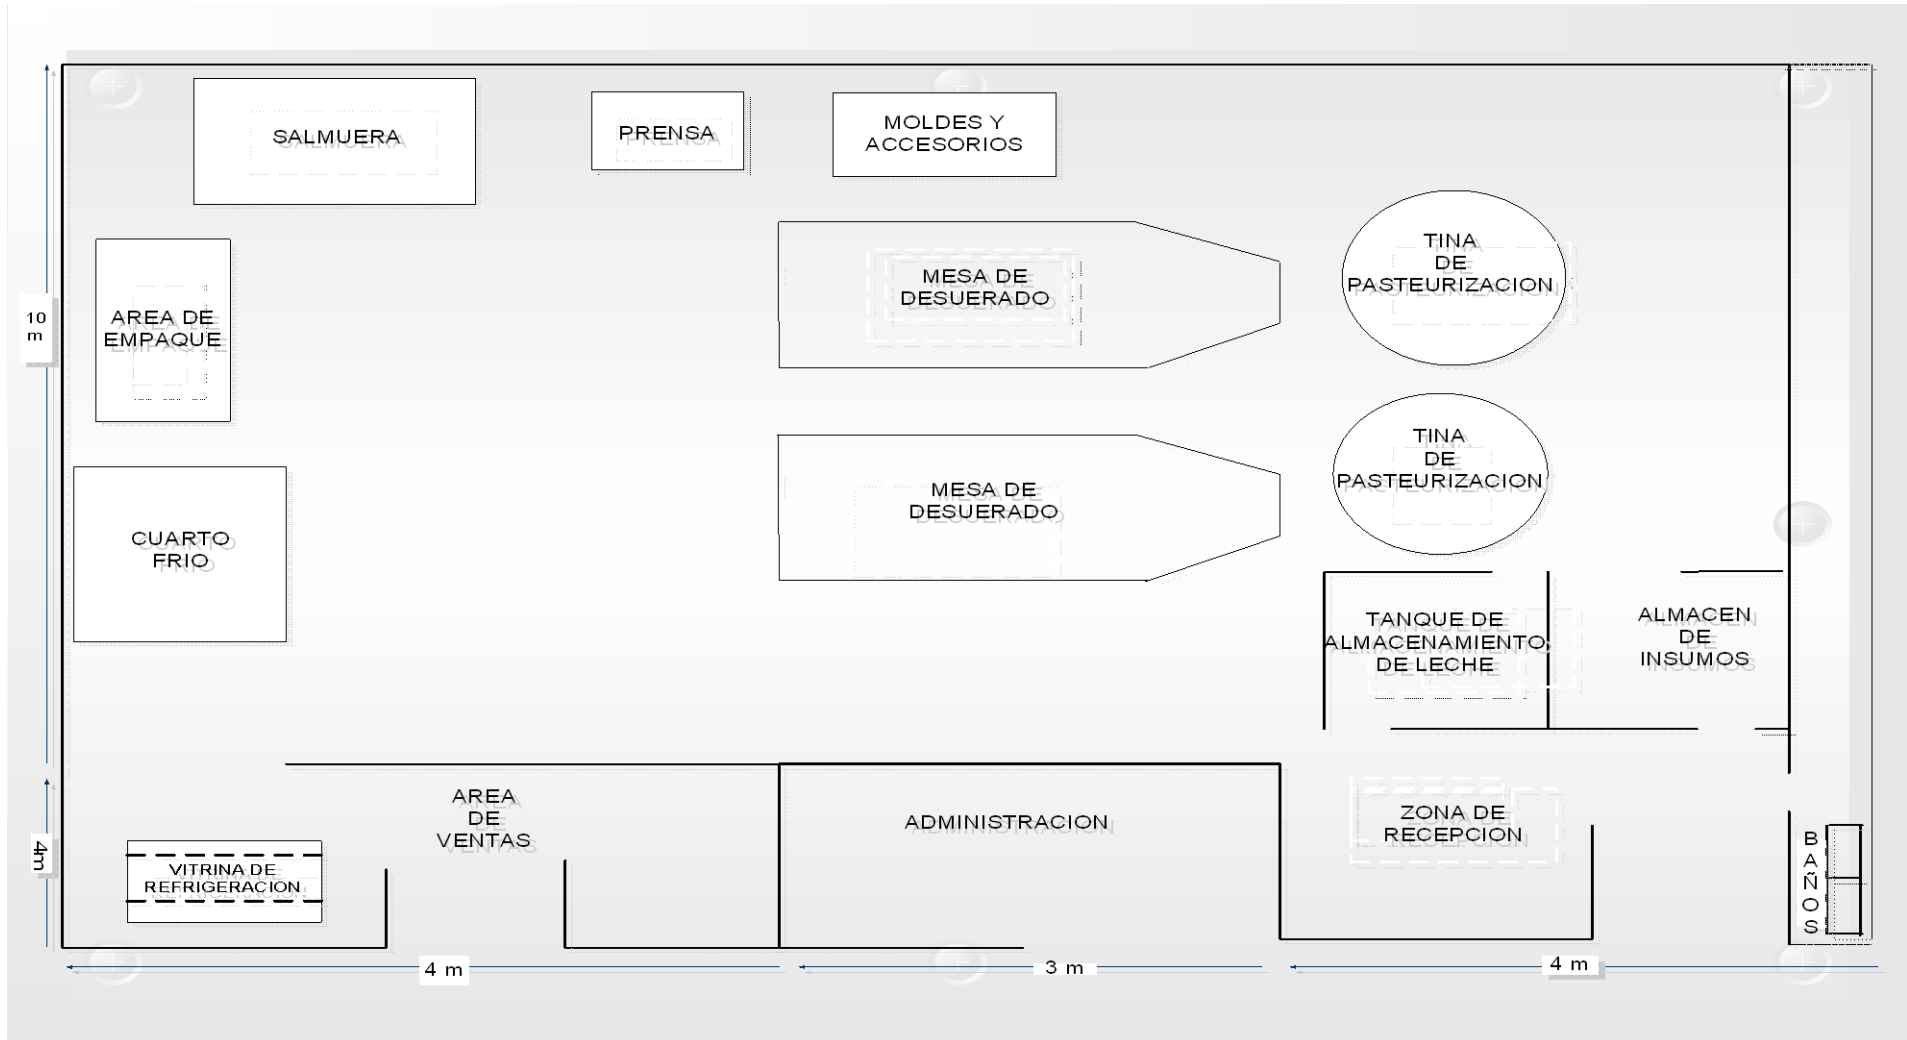 SALMUERA
PRENSA
MOLDES Y
ACCESORIOS
AREA DE
EMPAQUE
MESA DE
DESUERADO
TINA
DE
PASTEURIZACION
10
m
CUARTO
FRIO
MESA DE
DESUERADO
TINA
DE
PASTEURIZACION
TANQUE DE
ALMACENAMIENTO
DE LECHE
ALMACEN
DE
INSUMOS
4m
VITRINA DE
REFRIGERACION
AREA
DE
VENTAS
ADMINISTRACION
ZONA DE
RECEPCION
B
A
Ñ
O
S
4 m
3 m
4 m